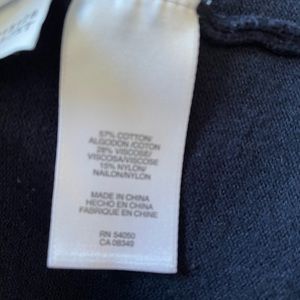 57% COTTON/
ALGODON /COTON
28% VISCOSE/
VISCOSA/VISCOSE
15% NYLON/
NAILON/NYLON
MADE IN CHINA
HECHO EN CHINA
FABRIQUE EN CHINE
RN 54050
CA 08349